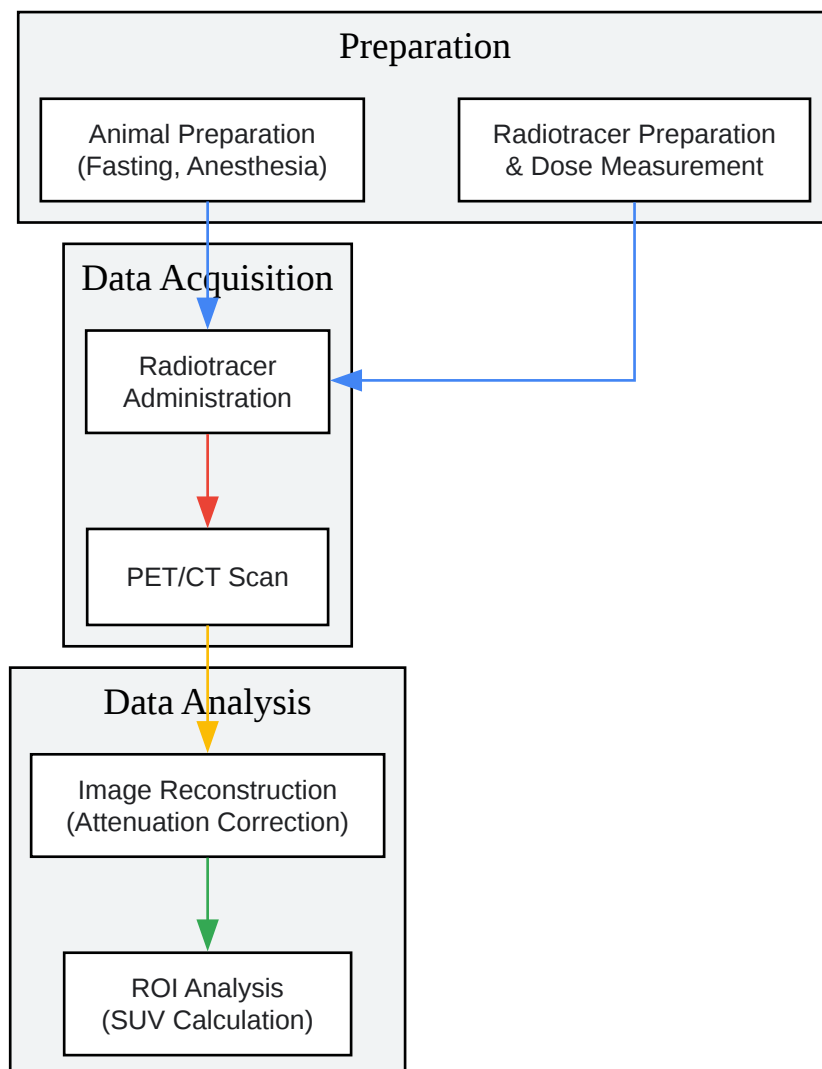 Preparation
Animal Preparation
(Fasting, Anesthesia)
Radiotracer Preparation
& Dose Measurement
Data Acquisition
Radiotracer
Administration
PET/CT Scan
Data Analysis
Image Reconstruction
(Attenuation Correction)
ROI Analysis
(SUV Calculation)